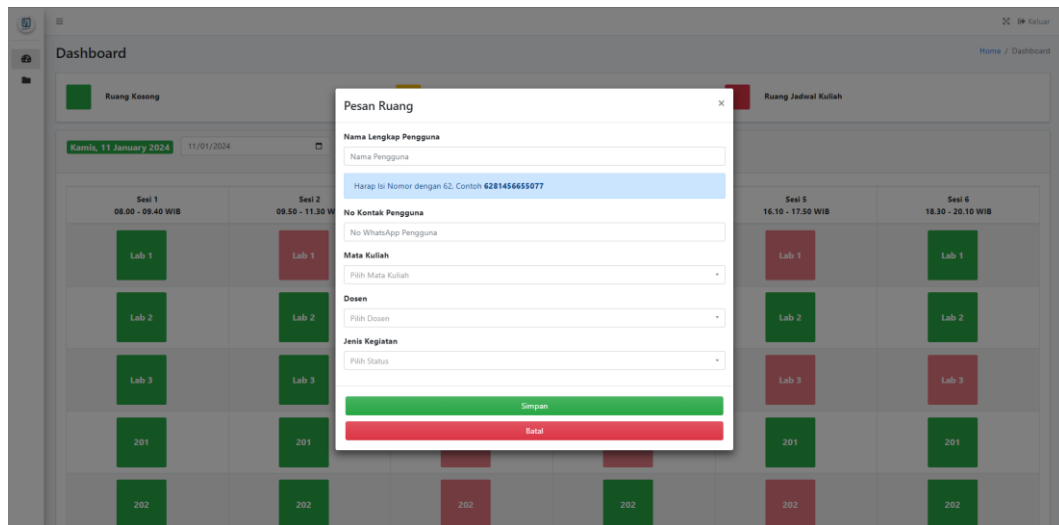 Keluar
Dashboard
Home / Dashboard
Ruang Kosong
Ruang Jadwal Kuliah
Kamis, 11 January 2024
11/01/2024
Pesan Ruang
×
Nama Lengkap Pengguna
Nama Pengguna
Harap Isi Nomor dengan 62, Contoh 6281456655077
No Kontak Pengguna
No WhatsApp Pengguna
Mata Kuliah
Pilih Mata Kuliah
Dosen
Pilih Dosen
Jenis Kegiatan
Pilih Status
Simpan
Batal
Sesi 1 Sesi 2 Sesi 5 Sesi 6
08.00 - 09.40 WIB 09.50 - 11.30 W 16.10 - 17.50 WIB 18.30 - 20.10 WIB
Lab 1 Lab 1 Lab 1 Lab 1
Lab 2 Lab 2 Lab 2 Lab 2
Lab 3 Lab 3 Lab 3 Lab 3
201 201 201 201
202 202 202 202 202 202